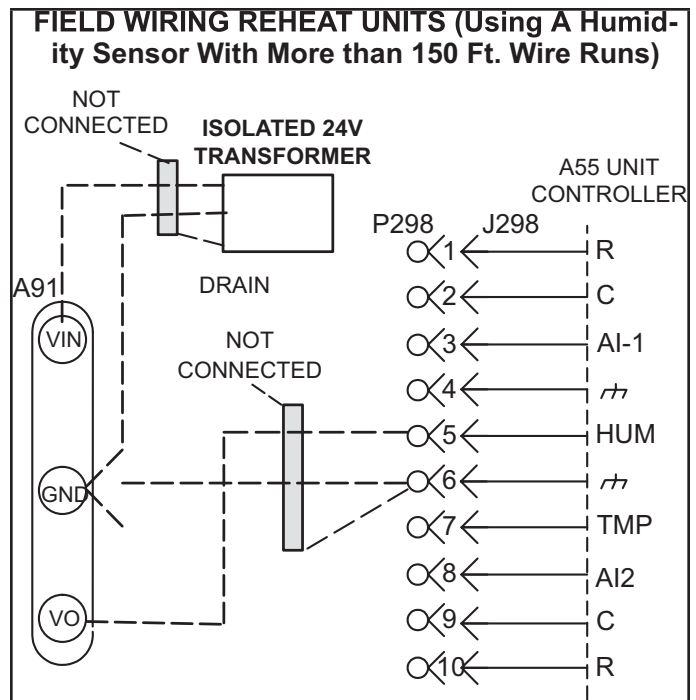 FIELD WIRING REHEAT UNITS (Using A Humid-
ity Sensor With More than 150 Ft. Wire Runs)
NOT
CONNECTED
ISOLATED 24V
TRANSFORMER
A55 UNIT
CONTROLLER
P298
J298
1
R
A91
DRAIN
2
C
VIN
NOT
CONNECTED
3
AI-1
4
5
HUM
GND
6
7
TMP
8
AI2
VO
9
C
10
R